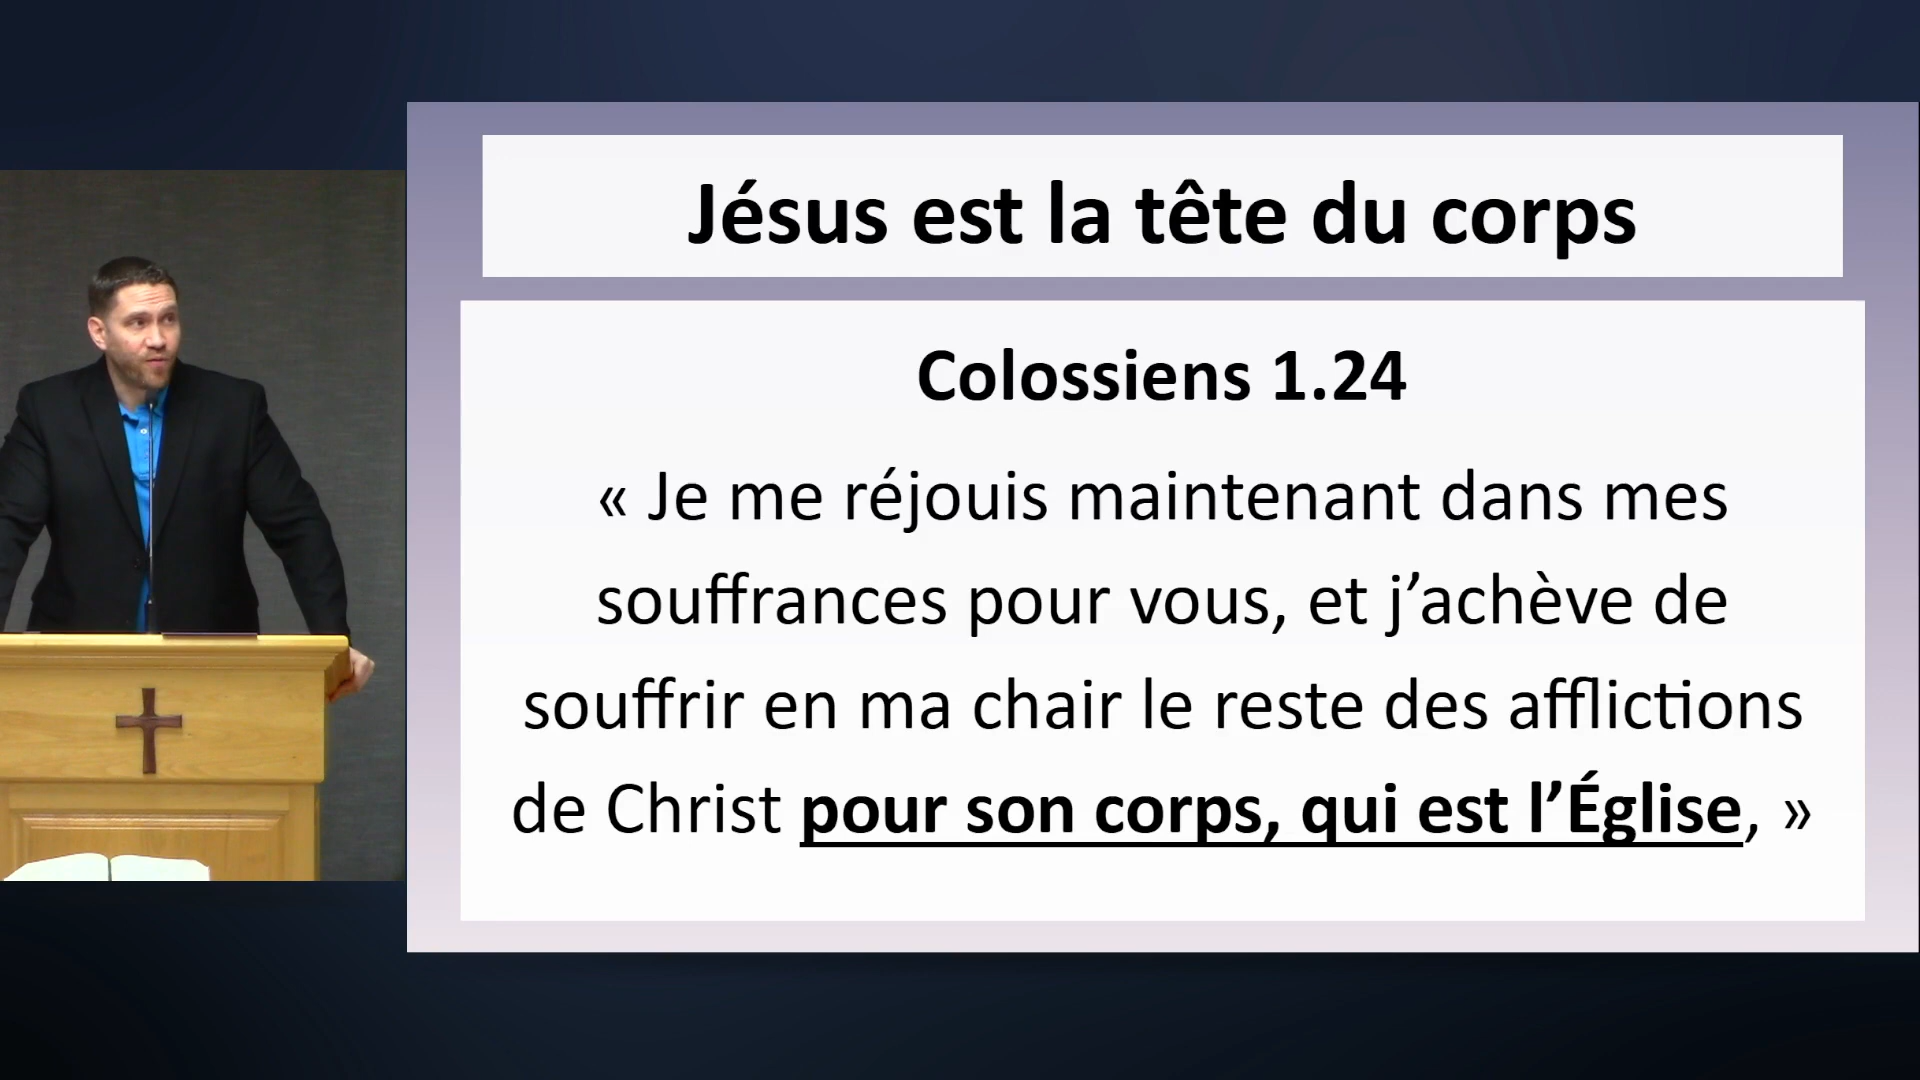 Jésus est la tête du corps
Colossiens 1.24
« Je me réjouis maintenant dans mes
souffrances pour vous, et j’achève de
souffrir en ma chair le reste des afflictions
de Christ pour son corps, qui est l’Église, »